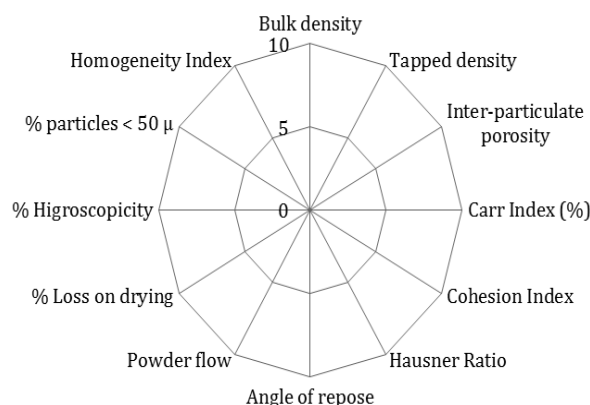 Bulk density
10
Homogeneity Index
Tapped density
Inter-particulate
porosity
% particles < 50 µ
5
% Higroscopicity
0
Carr Index (%)
% Loss on drying
Cohesion Index
Powder flow
Hausner Ratio
Angle of repose